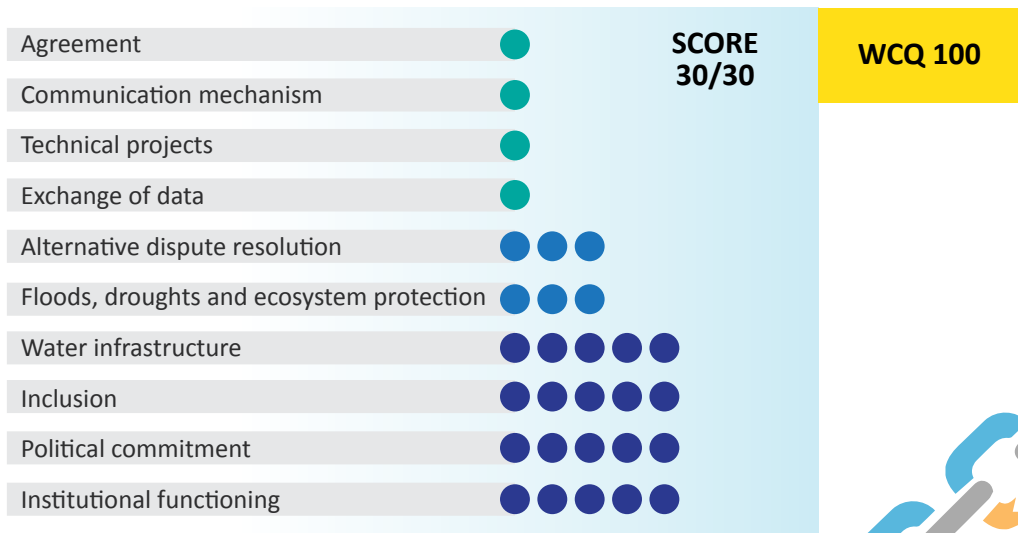 Agreement
Communication mechanism
Technical projects
Exchange of data
Alternative dispute resolution
Floods, droughts and ecosystem protection
Water infrastructure
Inclusion
Political commitment
Institutional functioning
SCORE
30/30
WCQ 100